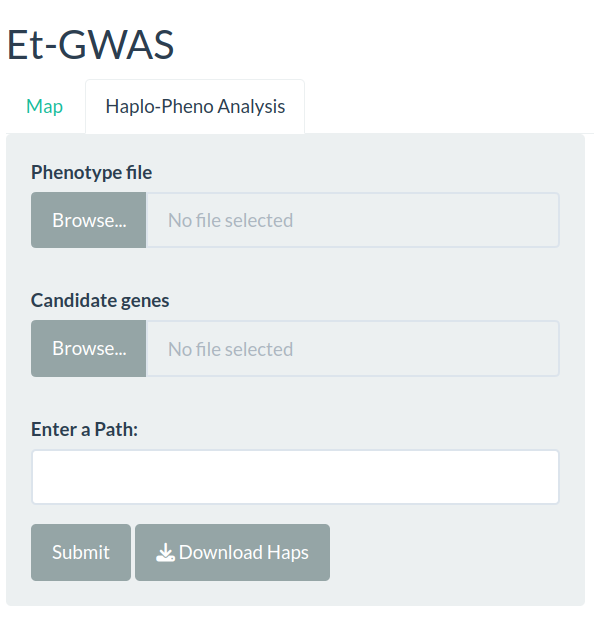 Et-GWAS
Map Haplo-Pheno Analysis
Phenotype file
Browse... No file selected
Candidate genes
Browse... No file selected
Enter a Path:
Submit Download Haps